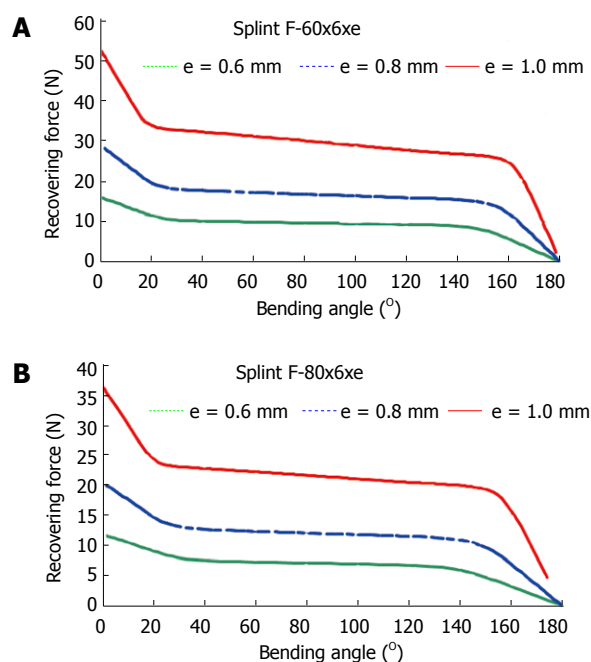 A
Splint F-60x6xe
e = 0.6 mm e = 0.8 mm e = 1.0 mm
Recovering force (N)
60
50
40
30
20
10
0
0 20 40 60 80 100 120 140 160 180
Bending angle (°)
B
Splint F-80x6xe
e = 0.6 mm e = 0.8 mm e = 1.0 mm
Recovering force (N)
40
35
30
25
20
15
10
5
0
0 20 40 60 80 100 120 140 160 180
Bending angle (°)